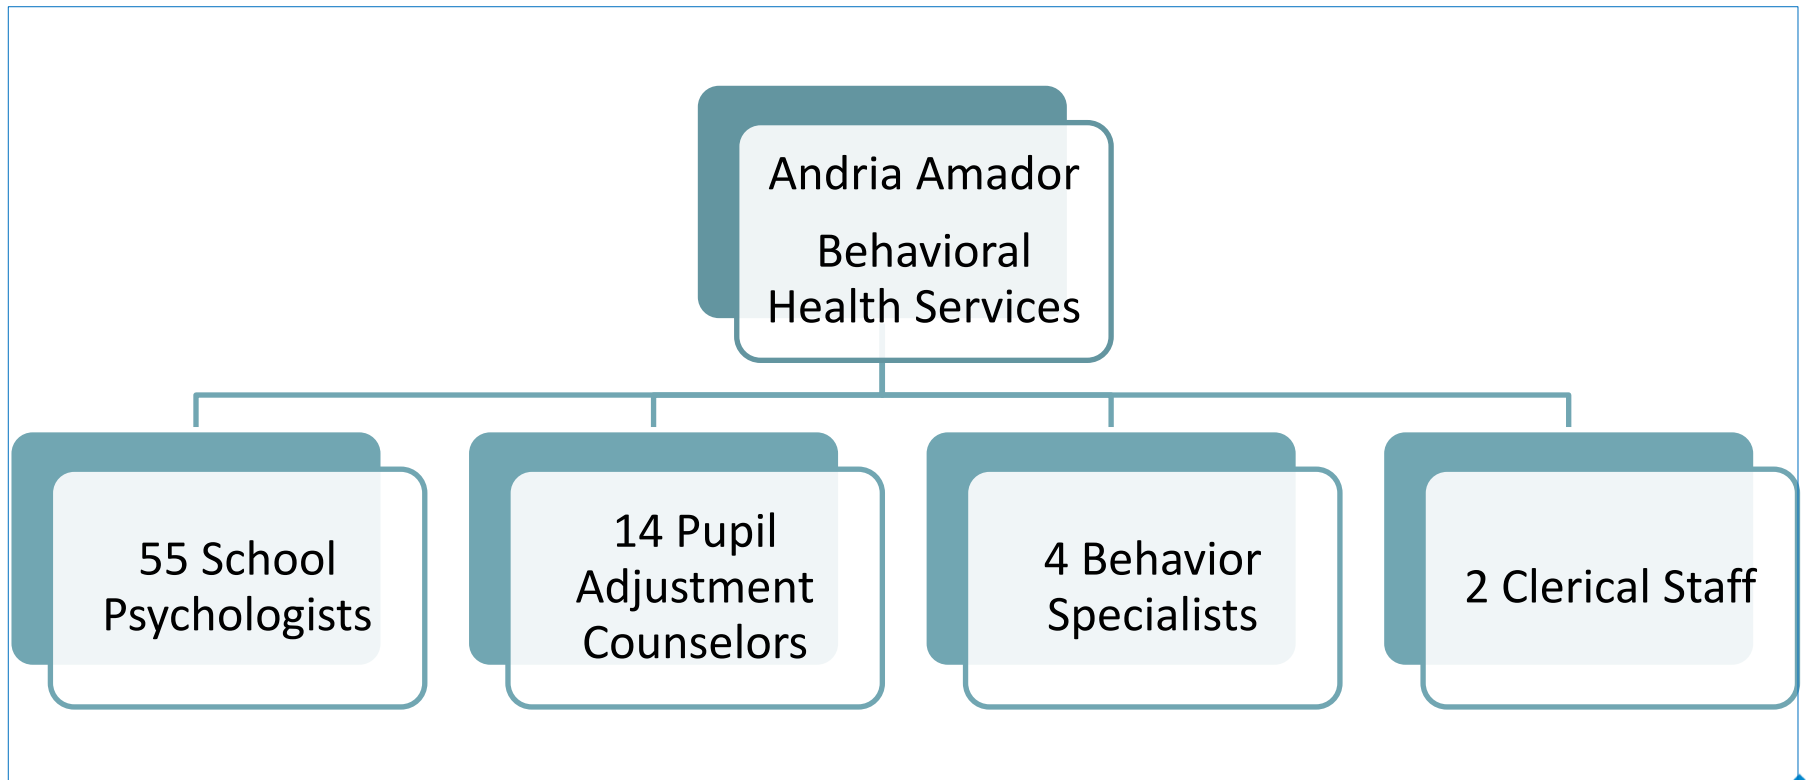 Andria Amador
Behavioral
Health Services
55 School
Psychologists
14 Pupil
Adjustment
Counselors
4 Behavior
Specialists
2 Clerical Staff